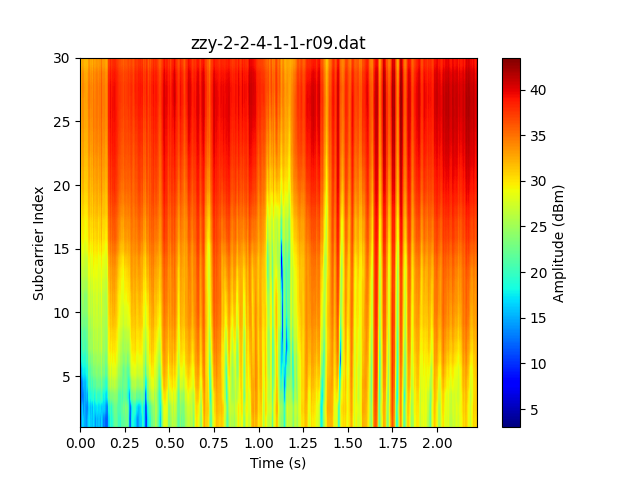 zzy-2-2-4-1-1-r09.dat
30
25
20
15
10
5
Subcarrier Index
0.00 0.25 0.50 0.75 1.00 1.25 1.50 1.75 2.00
Time (s)
40
35
30
25
20
15
10
5
Amplitude (dBm)